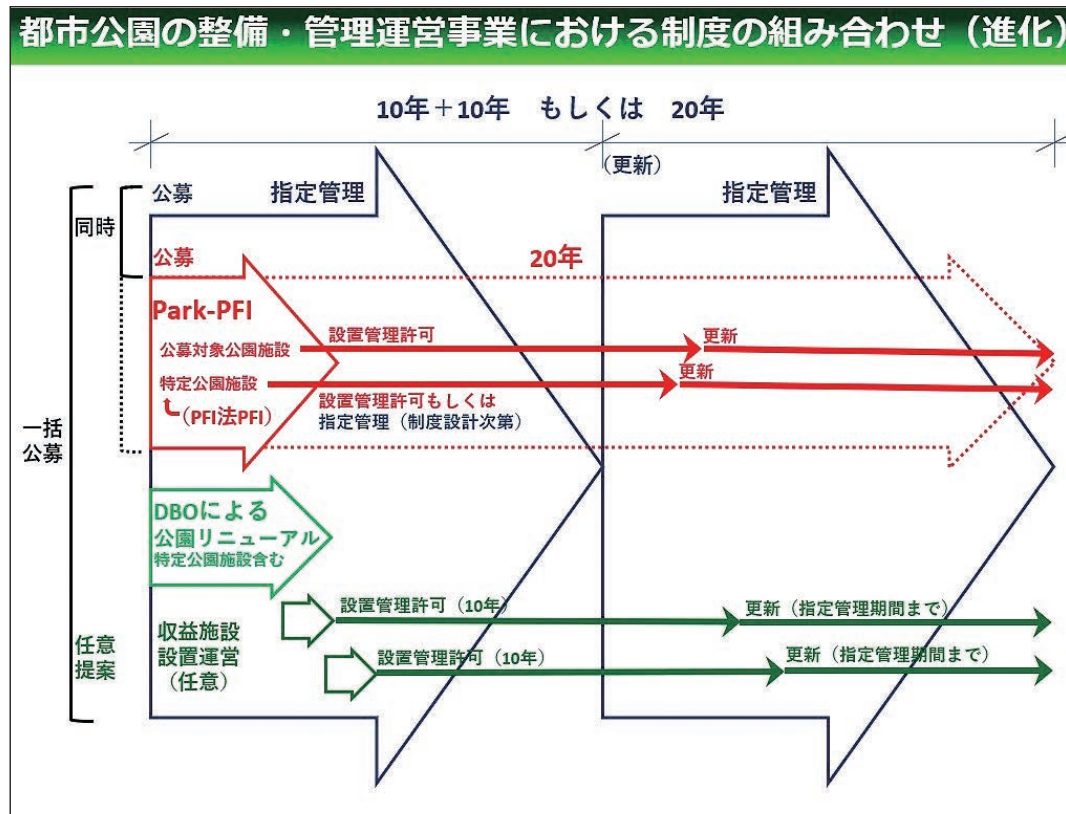 都市公園の整備・管理運営事業における制度の組み合わせ（進化）
10年＋10年　もしくは　20年
（更新）
公募
指定管理
指定管理
同時
公募
20年
Park-PFI
設置管理許可
更新
公募対象公園施設
特定公園施設
更新
（PFI法PFI）
設置管理許可もしくは
指定管理（制度設計次第）
一括
公募
DBOによる
公園リニューアル
特定公園施設含む
設置管理許可（10年）
更新（指定管理期間まで）
収益施設
設置運営
（任意）
任意
提案
設置管理許可（10年）
更新（指定管理期間まで）